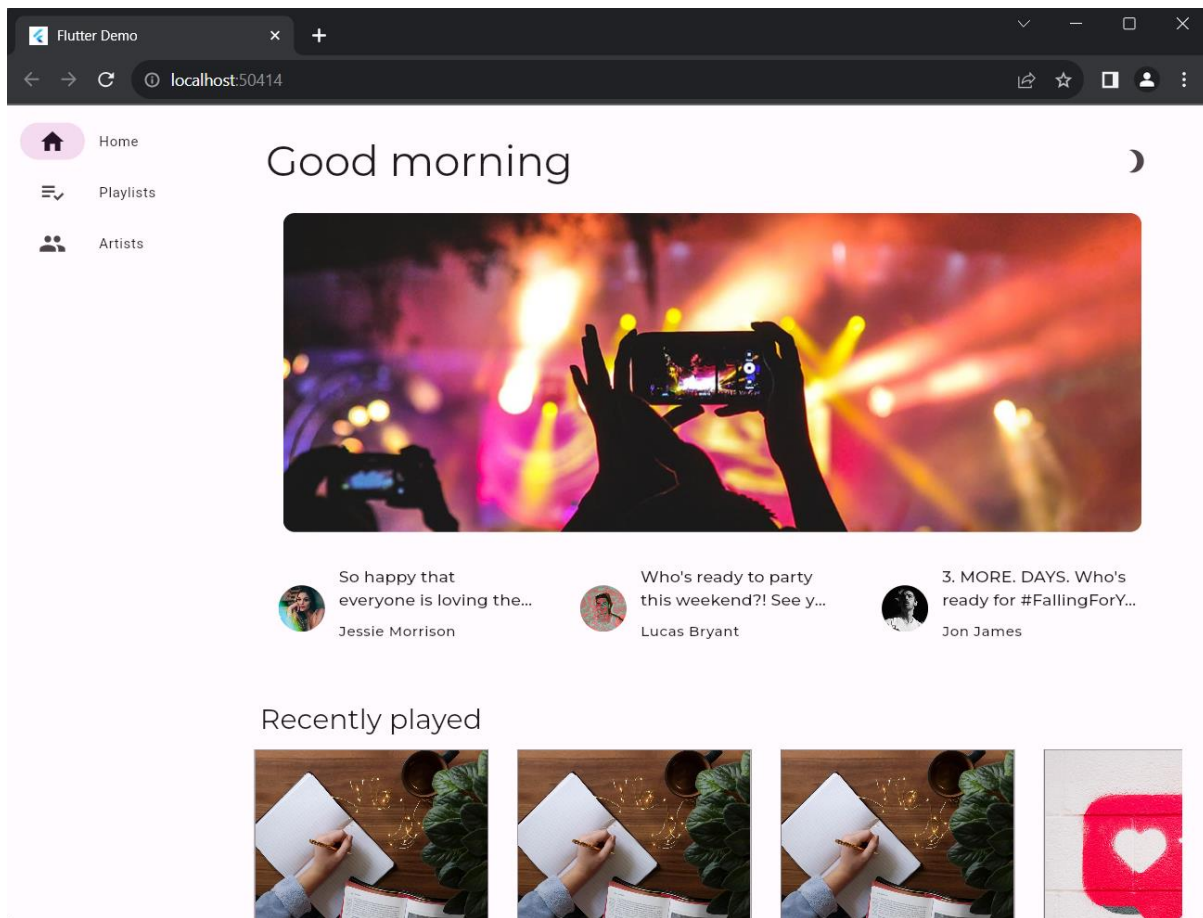 Flutter Demo
localhost:50414
Home
Playlists
Artists
Good morning
So happy that
everyone is loving the...
Jessie Morrison
Who's ready to party
this weekend?! See y...
Lucas Bryant
3. MORE. DAYS. Who's
ready for #FallingForY...
Jon James
Recently played